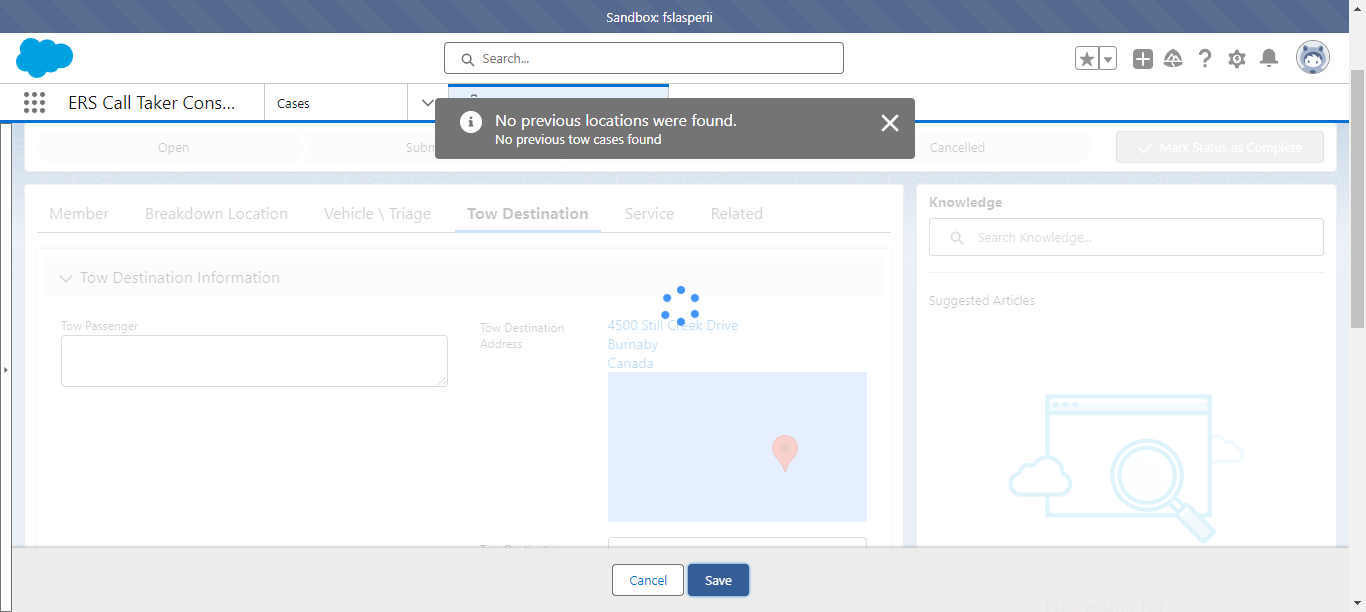 Sandbox: fslasperii
Search...
ERS Call Taker Cons...
Cases
No previous locations were found.
No previous tow cases found
Open
Subm
Cancelled
Mark Status as Complete
Member
Breakdown Location
Vehicle \ Triage
Tow Destination
Service
Related
Tow Destination Information
Tow Passenger
Tow Destination
Address
4500 Still Creek Drive
Burnaby
Canada
Knowledge
Search Knowledge...
Suggested Articles
Cancel
Save